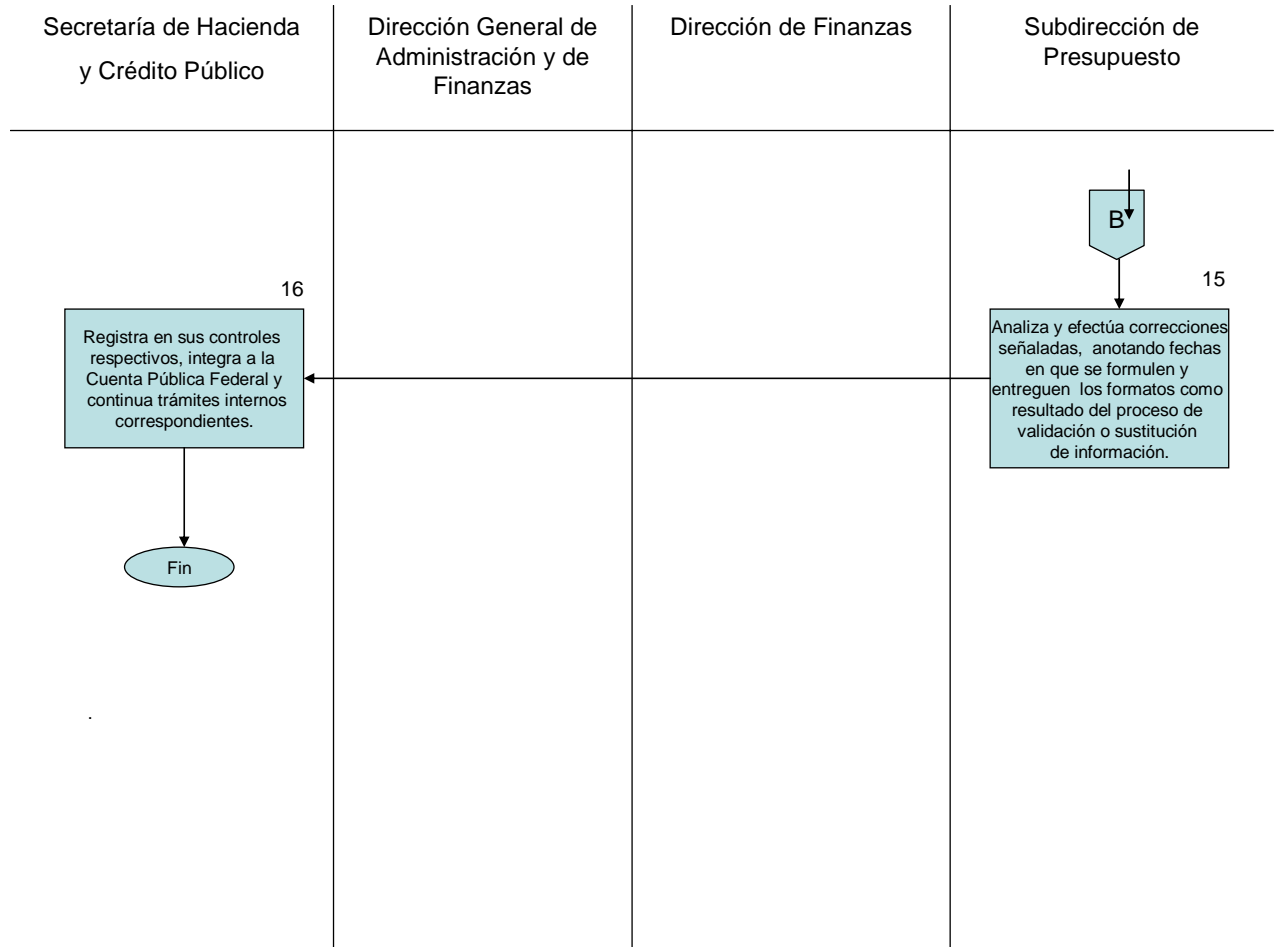 Secretaría de Hacienda
y Crédito Público
Dirección General de
Administración y de
Finanzas
Dirección de Finanzas
Subdirección de
Presupuesto
B
15
Analiza y efectúa correcciones
señaladas, anotando fechas
en que se formulen y
entreguen los formatos como
resultado del proceso de
validación o sustitución
de información.
16
Registra en sus controles
respectivos, integra a la
Cuenta Pública Federal y
continua trámites internos
correspondientes.
Fin
.